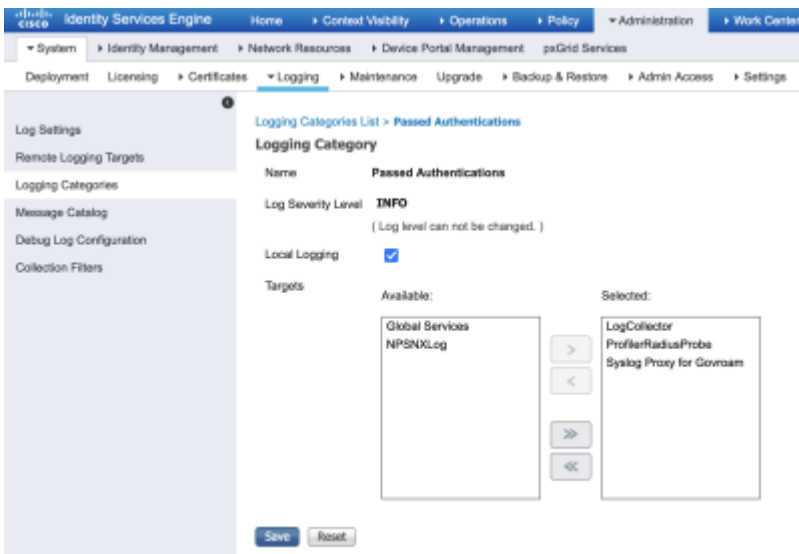 cisco Identity Services Engine Home Context Visibility Operations Policy Administration Work Center
System Identity Management Network Resources Device Portal Management pxGrid Services
Deployment Licensing Certificates Logging Maintenance Upgrade Backup & Restore Admin Access Settings
Log Settings
Remote Logging Targets
Logging Categories
Message Catalog
Debug Log Configuration
Collection Filters
Logging Categories List > Passed Authentications
Logging Category
Name Passed Authentications
Log Severity Level INFO
( Log level can not be changed. )
Local Logging
Targets
Available: Selected:
Global Services
NPSNXLog
LogCollector
ProfilerRadiusProbe
Syslog Proxy for Govroam
Save Reset